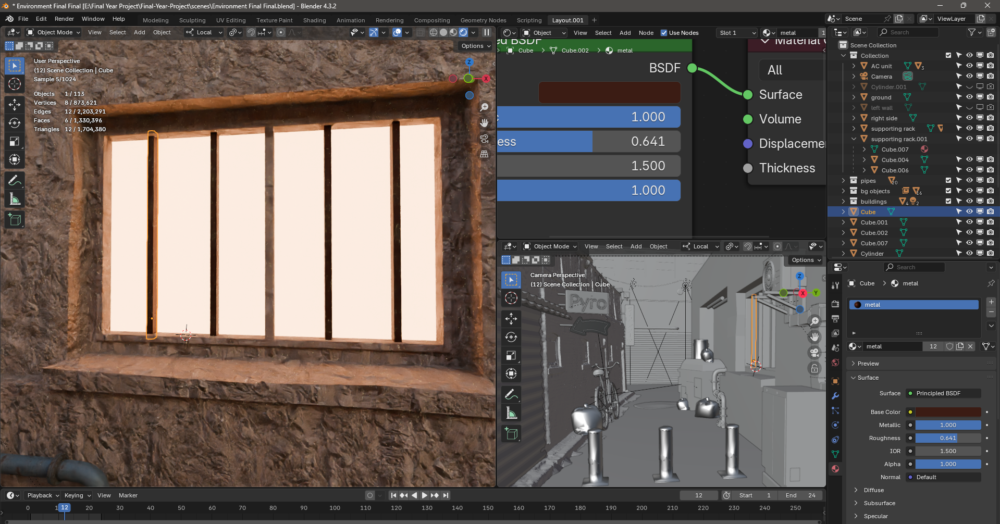 * Environment Final Final [E:\Final Year Project\Final-Year-Project\scenes\Environment Final Final.blend] - Blender 4.3.2
File Edit Render Window Help Modeling Sculpting UV Editing Texture Paint Shading Animation Rendering Compositing Geometry Nodes Scripting Layout.001 + Scene ViewLayer
Object Mode View Select Add Object Local
Options
User Perspective
(12) Scene Collection | Cube
Sample 5/1024
Objects 1 / 113
Vertices 8 / 873,621
Edges 12 / 2,203,291
Faces 6 / 1,330,396
Triangles 12 / 1,704,380
Z
X
Object View Select Add Node Use Nodes Slot 1 metal 1
ed BSDF
Material
Cube > Cube.002 > metal
BSDF
All
Surface
1.000
Volume
ess 0.641
Displaceme
1.500
Thickness
1.000
Object Mode View Select Add Object Local
Options
Camera Perspective
(12) Scene Collection | Cube
Z
X
Y
Pyro
Search
Scene Collection
Collection
AC unit 3
Camera
Cylinder.001
ground
left wall
right side
supporting rack
supporting rack.001
Cube.007
Cube.004
Cube.006
pipes 20
bg objects 16
buildings 4 2
Cube
Cube.001
Cube.002
Cube.007
Cylinder
Search
Cube > metal
metal
metal 12
Preview
Surface
Surface Principled BSDF
Base Color
Metallic 1.000
Roughness 0.641
IOR 1.500
Alpha 1.000
Normal Default
Diffuse
Subsurface
Specular
Playback Keying View Marker 12 Start 1 End 24
0 1 12 20 30 40 50 60 70 80 90 100 110 120 130 140 150 160 170 180 190 200 210 220 230 240 250